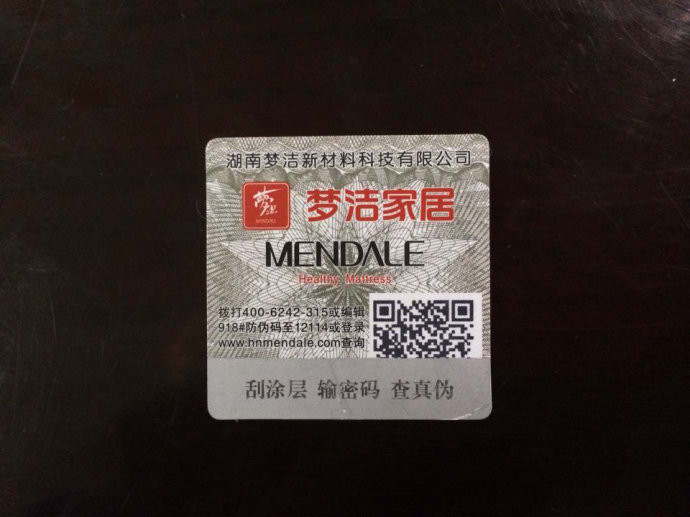 湖南梦洁新材料科技有限公司
梦洁
MENDALE
梦洁家居
MENDALE
Healthy Mattress
拨打400-6242-315或编辑
918#防伪码至12114或登录
www.hnmendale.com查询
刮涂层 输密码 查真伪